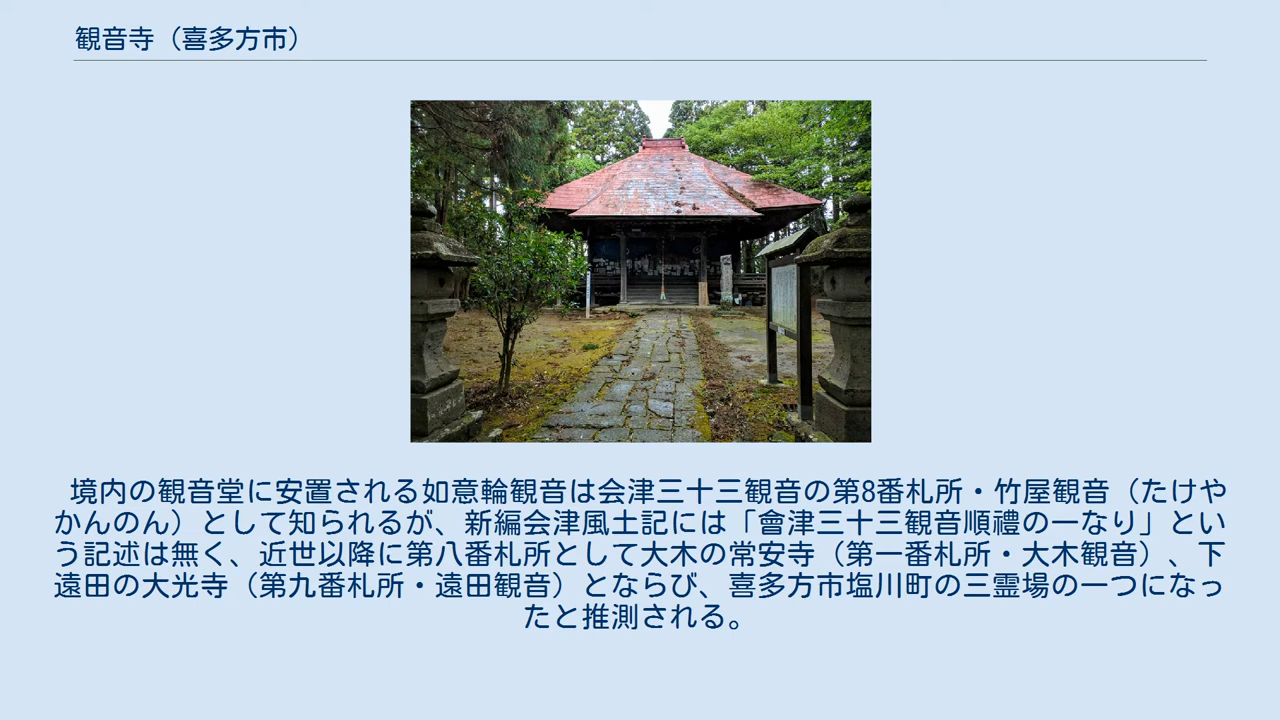 観音寺（喜多方市）
境内の観音堂に安置される如意輪観音は会津三十三観音の第8番札所・竹屋観音（たけや
かんのん）として知られるが、新編会津風土記には「會津三十三観音順禮の一なり」とい
う記述は無く、近世以降に第八番札所として大木の常安寺（第一番札所・大木観音）、下
遠田の大光寺（第九番札所・遠田観音）とならび、喜多方市塩川町の三霊場の一つになっ
たと推測される。